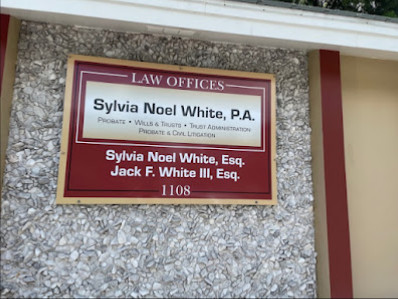 LAW OFFICES
Sylvia Noel White, P.A.
PROBATE • WILLS & TRUSTS • TRUST ADMINISTRATION
PROBATE & CIVIL LITIGATION
Sylvia Noel White, Esq.
Jack F. White III, Esq.
1108